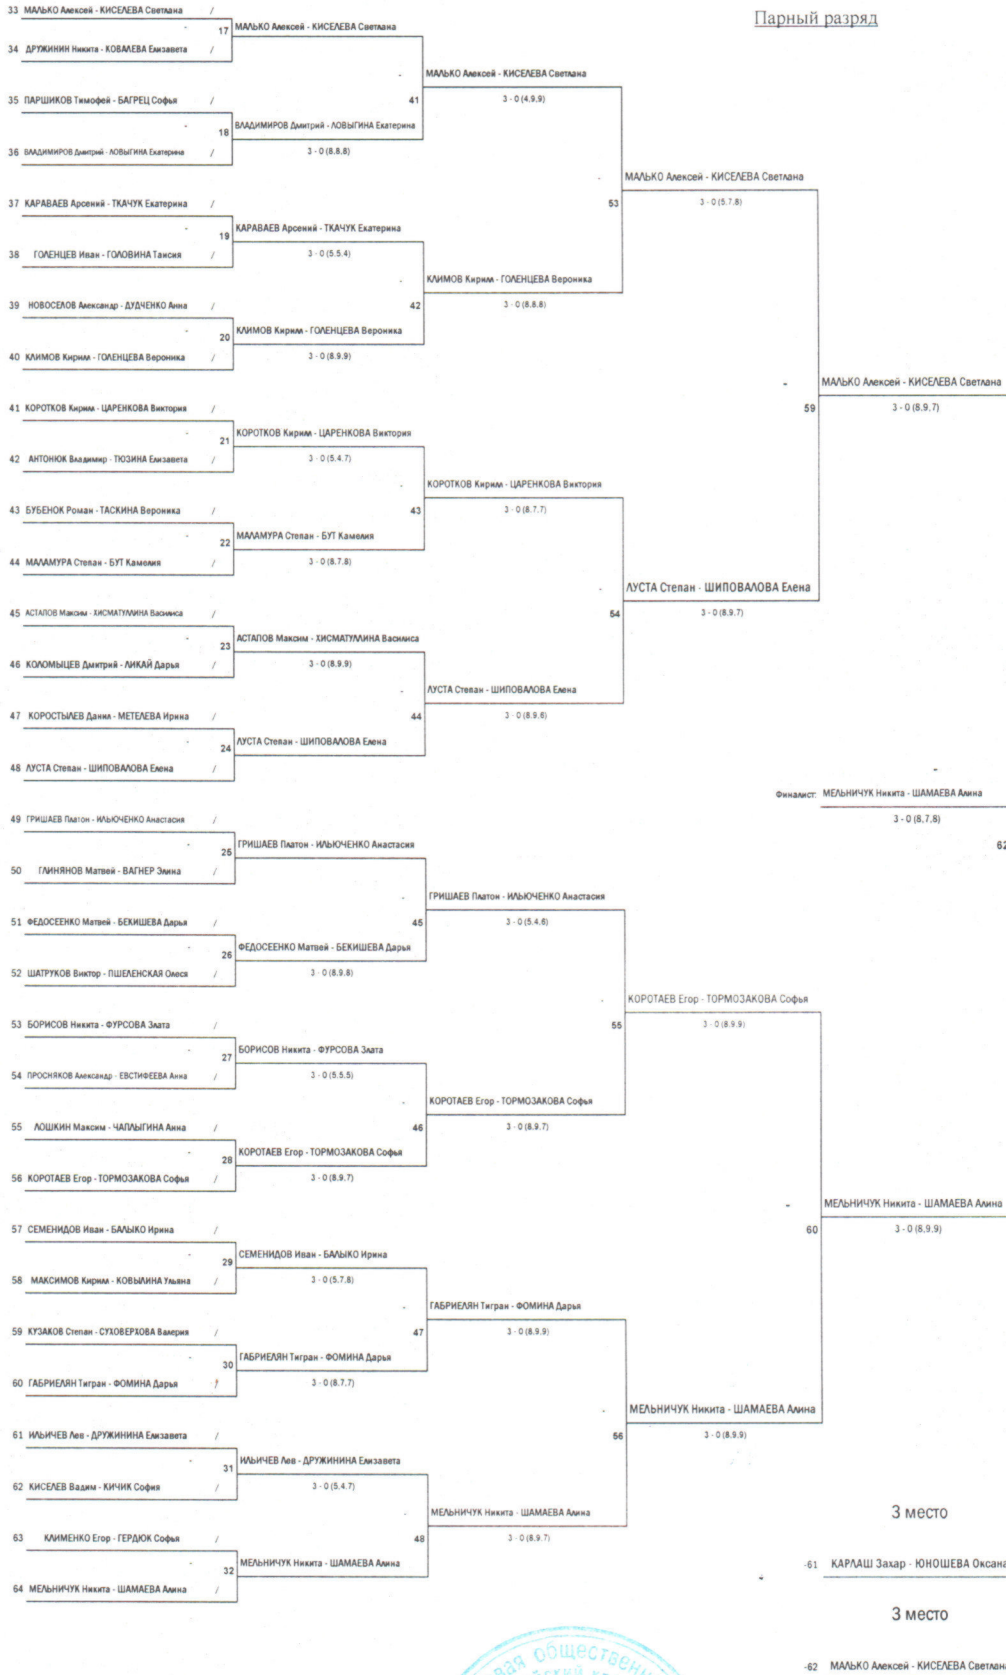 Парный разряд
33 МАЛЬКО Алексей - КИСЕЛЕВА Светлана /
17 МАЛЬКО Алексей - КИСЕЛЕВА Светлана
34 ДРУЖИНИН Никита - КОВАЛЕВА Елизавета /
МАЛЬКО Алексей - КИСЕЛЕВА Светлана
35 ПАРШИКОВ Тимофей - БАГРЕЦ Софья /
41 3 - 0 (4.9.9)
18 ВЛАДИМИРОВ Дмитрий - ЛОВЫГИНА Екатерина
36 ВЛАДИМИРОВ Дмитрий - ЛОВЫГИНА Екатерина /
3 - 0 (8.8.8)
МАЛЬКО Алексей - КИСЕЛЕВА Светлана
37 КАРАВАЕВ Арсений - ТКАЧУК Екатерина /
53 3 - 0 (5.7.8)
19 КАРАВАЕВ Арсений - ТКАЧУК Екатерина
38 ГОЛЕНЦЕВ Иван - ГОЛОВИНА Таисия /
3 - 0 (5.5.4)
КЛИМОВ Кирилл - ГОЛЕНЦЕВА Вероника
39 НОВОСЕЛОВ Александр - ДУДЧЕНКО Анна /
42 3 - 0 (8.8.8)
20 КЛИМОВ Кирилл - ГОЛЕНЦЕВА Вероника
40 КЛИМОВ Кирилл - ГОЛЕНЦЕВА Вероника /
3 - 0 (8.9.9)
МАЛЬКО Алексей - КИСЕЛЕВА Светлана
41 КОРОТКОВ Кирилл - ЦАРЕНКОВА Виктория /
59 3 - 0 (8.9.7)
21 КОРОТКОВ Кирилл - ЦАРЕНКОВА Виктория
42 АНТОНЮК Владимир - ТЮЗИНА Елизавета /
3 - 0 (5.4.7)
КОРОТКОВ Кирилл - ЦАРЕНКОВА Виктория
43 БУБЕНОК Роман - ТАСКИНА Вероника /
43 3 - 0 (8.7.7)
22 МАЛАМУРА Степан - БУТ Камелия
44 МАЛАМУРА Степан - БУТ Камелия /
3 - 0 (8.7.8)
ЛУСТА Степан - ШИПОВАЛОВА Елена
45 АСТАПОВ Максим - ХИСМАТУЛЛИНА Василиса /
54 3 - 0 (8.9.7)
23 АСТАПОВ Максим - ХИСМАТУЛЛИНА Василиса
46 КОЛОМЫЦЕВ Дмитрий - ЛИКАЙ Дарья /
3 - 0 (8.9.9)
ЛУСТА Степан - ШИПОВАЛОВА Елена
47 КОРОСТЫЛЕВ Данил - МЕТЕЛЕВА Ирина /
44 3 - 0 (8.9.6)
24 ЛУСТА Степан - ШИПОВАЛОВА Елена
48 ЛУСТА Степан - ШИПОВАЛОВА Елена /
Финалист: МЕЛЬНИЧУК Никита - ШАМАЕВА Алина
49 ГРИШАЕВ Платон - ИЛЬЮЧЕНКО Анастасия /
3 - 0 (8.7.8)
25 ГРИШАЕВ Платон - ИЛЬЮЧЕНКО Анастасия
62
50 ГЛИНЯНОВ Матвей - ВАГНЕР Элина /
ГРИШАЕВ Платон - ИЛЬЮЧЕНКО Анастасия
51 ФЕДОСЕЕНКО Матвей - БЕКИШЕВА Дарья /
45 3 - 0 (5.4.6)
26 ФЕДОСЕЕНКО Матвей - БЕКИШЕВА Дарья
52 ШАТРУКОВ Виктор - ПШЕЛЕНСКАЯ Олеся /
3 - 0 (8.9.8)
КОРОТАЕВ Егор - ТОРМОЗАКОВА Софья
53 БОРИСОВ Никита - ФУРСОВА Злата /
55 3 - 0 (8.9.9)
27 БОРИСОВ Никита - ФУРСОВА Злата
54 ПРОСНЯКОВ Александр - ЕВСТИФЕЕВА Анна /
3 - 0 (5.5.5)
КОРОТАЕВ Егор - ТОРМОЗАКОВА Софья
55 ЛОШКИН Максим - ЧАПЛЫГИНА Анна /
46 3 - 0 (8.9.7)
28 КОРОТАЕВ Егор - ТОРМОЗАКОВА Софья
56 КОРОТАЕВ Егор - ТОРМОЗАКОВА Софья /
3 - 0 (8.9.7)
МЕЛЬНИЧУК Никита - ШАМАЕВА Алина
57 СЕМЕНИДОВ Иван - БАЛЫКО Ирина /
60 3 - 0 (8.9.9)
29 СЕМЕНИДОВ Иван - БАЛЫКО Ирина
58 МАКСИМОВ Кирилл - КОВЫЛИНА Ульяна /
3 - 0 (5.7.8)
ГАБРИЕЛЯН Тигран - ФОМИНА Дарья
59 КУЗАКОВ Степан - СУХОВЕРХОВА Валерия /
47 3 - 0 (8.9.9)
30 ГАБРИЕЛЯН Тигран - ФОМИНА Дарья
60 ГАБРИЕЛЯН Тигран - ФОМИНА Дарья /
3 - 0 (8.7.7)
МЕЛЬНИЧУК Никита - ШАМАЕВА Алина
61 ИЛЬИЧЕВ Лев - ДРУЖИНИНА Елизавета /
56 3 - 0 (8.9.9)
31 ИЛЬИЧЕВ Лев - ДРУЖИНИНА Елизавета
62 КИСЕЛЕВ Вадим - КИЧИК София /
3 - 0 (5.4.7)
МЕЛЬНИЧУК Никита - ШАМАЕВА Алина
3 место
63 КЛИМЕНКО Егор - ГЕРДЮК Софья /
48 3 - 0 (8.9.7)
32 МЕЛЬНИЧУК Никита - ШАМАЕВА Алина
-61 КАРЛАШ Захар - ЮНОШЕВА Оксана
64 МЕЛЬНИЧУК Никита - ШАМАЕВА Алина /
3 место
-62 МАЛЬКО Алексей - КИСЕЛЕВА Светлана